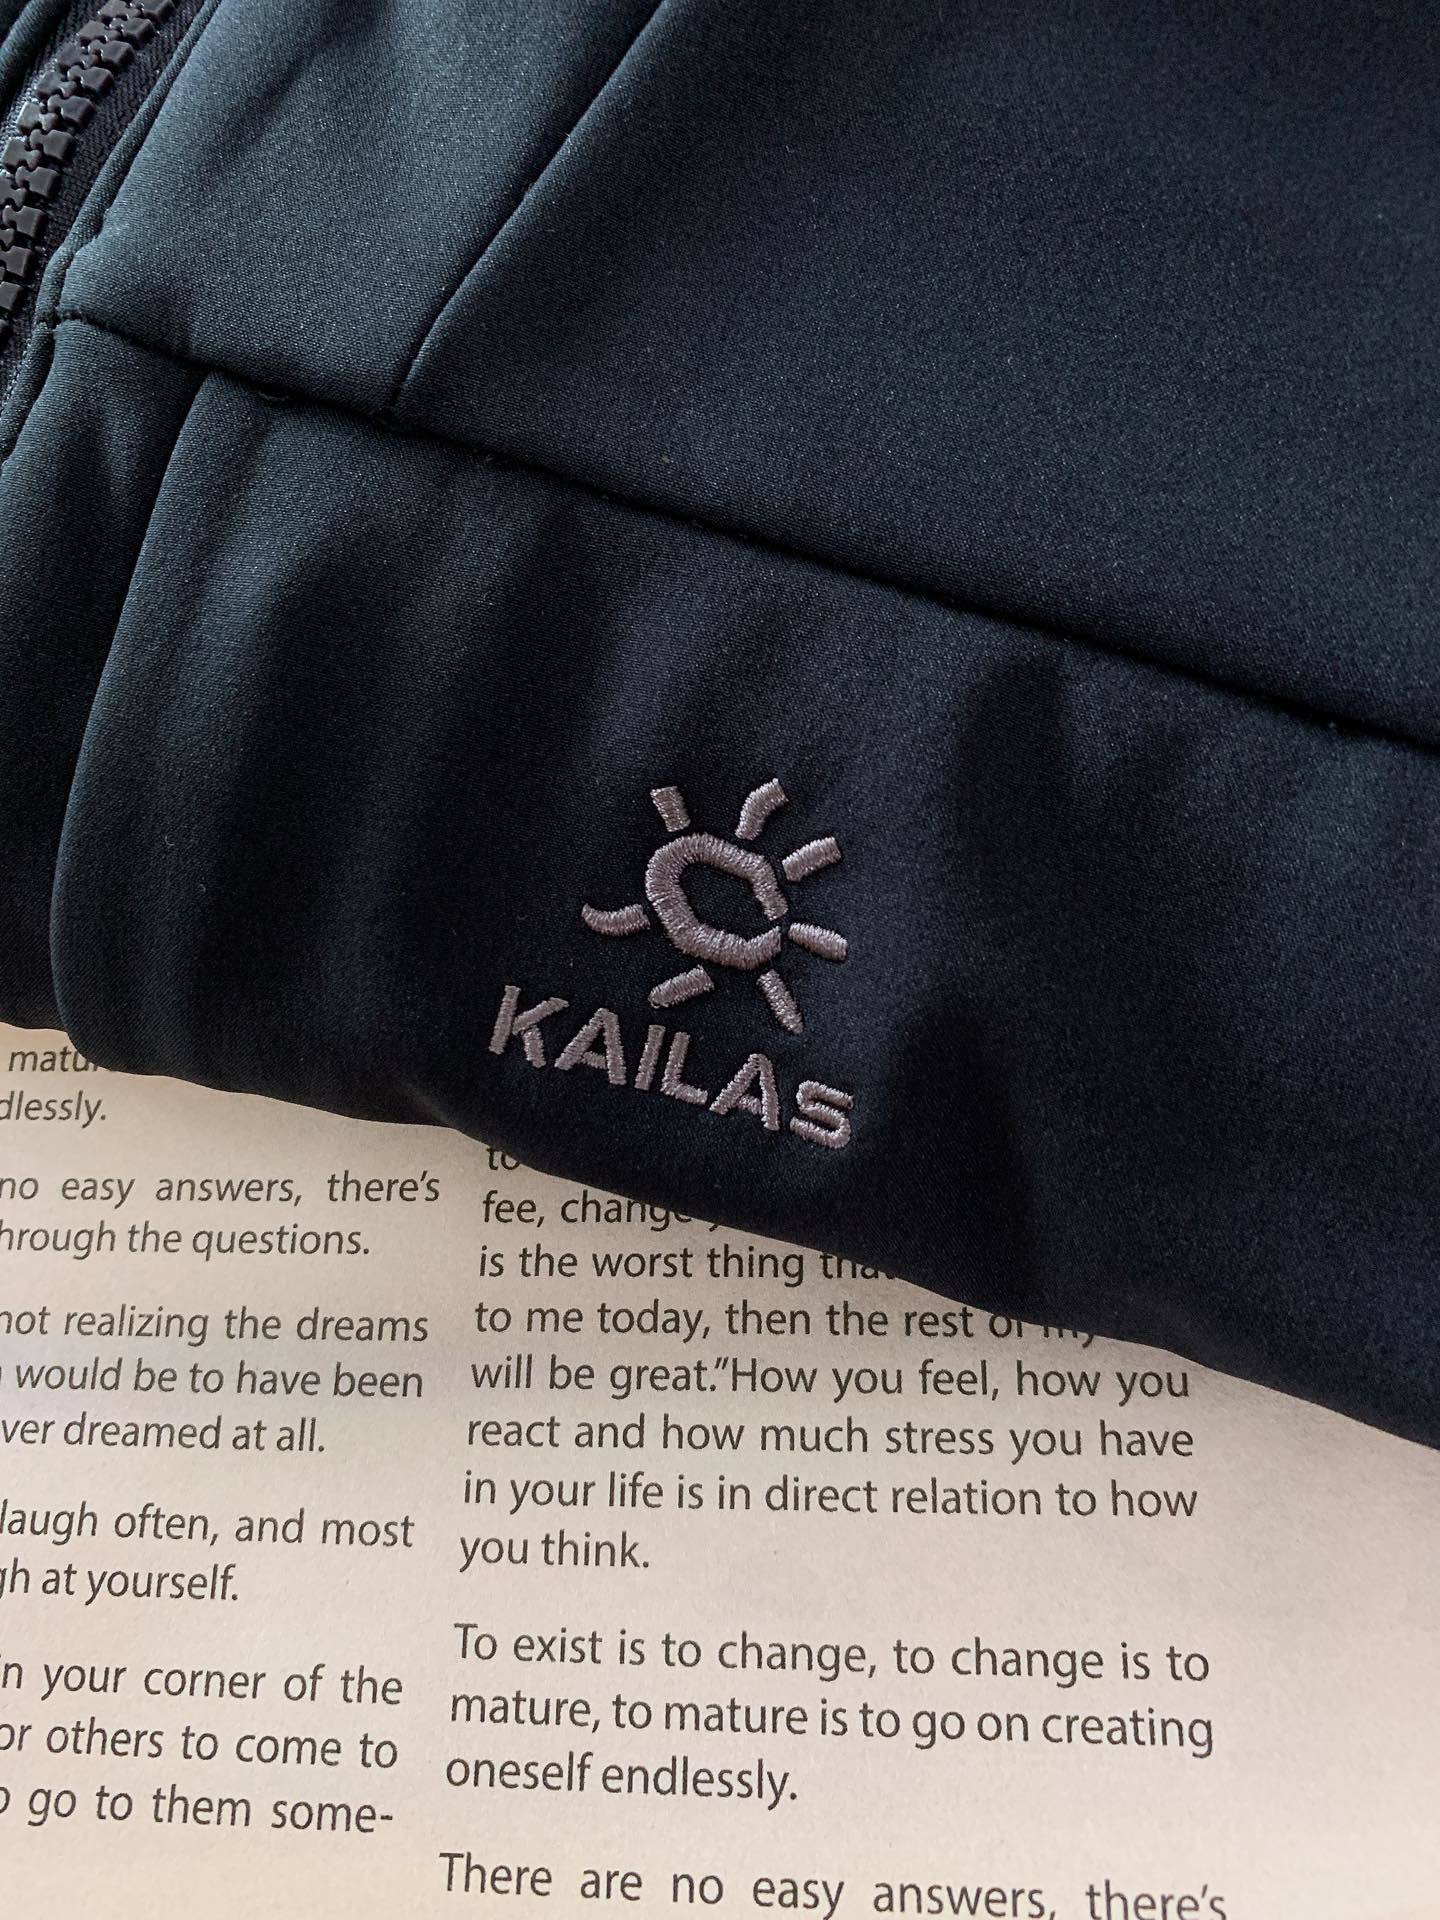 KAILAS
dlessly.
no easy answers, there's
hrough the questions.
not realizing the dreams
would be to have been
ver dreamed at all.
laugh often, and most
gh at yourself.
n your corner of the
or others to come to
go to them some-
to
fee, change
is the worst thing
to me today, then the rest of my
will be great."How you feel, how you
react and how much stress you have
in your life is in direct relation to how
you think.
To exist is to change, to change is to
mature, to mature is to go on creating
oneself endlessly.
There are no easy answers, there's